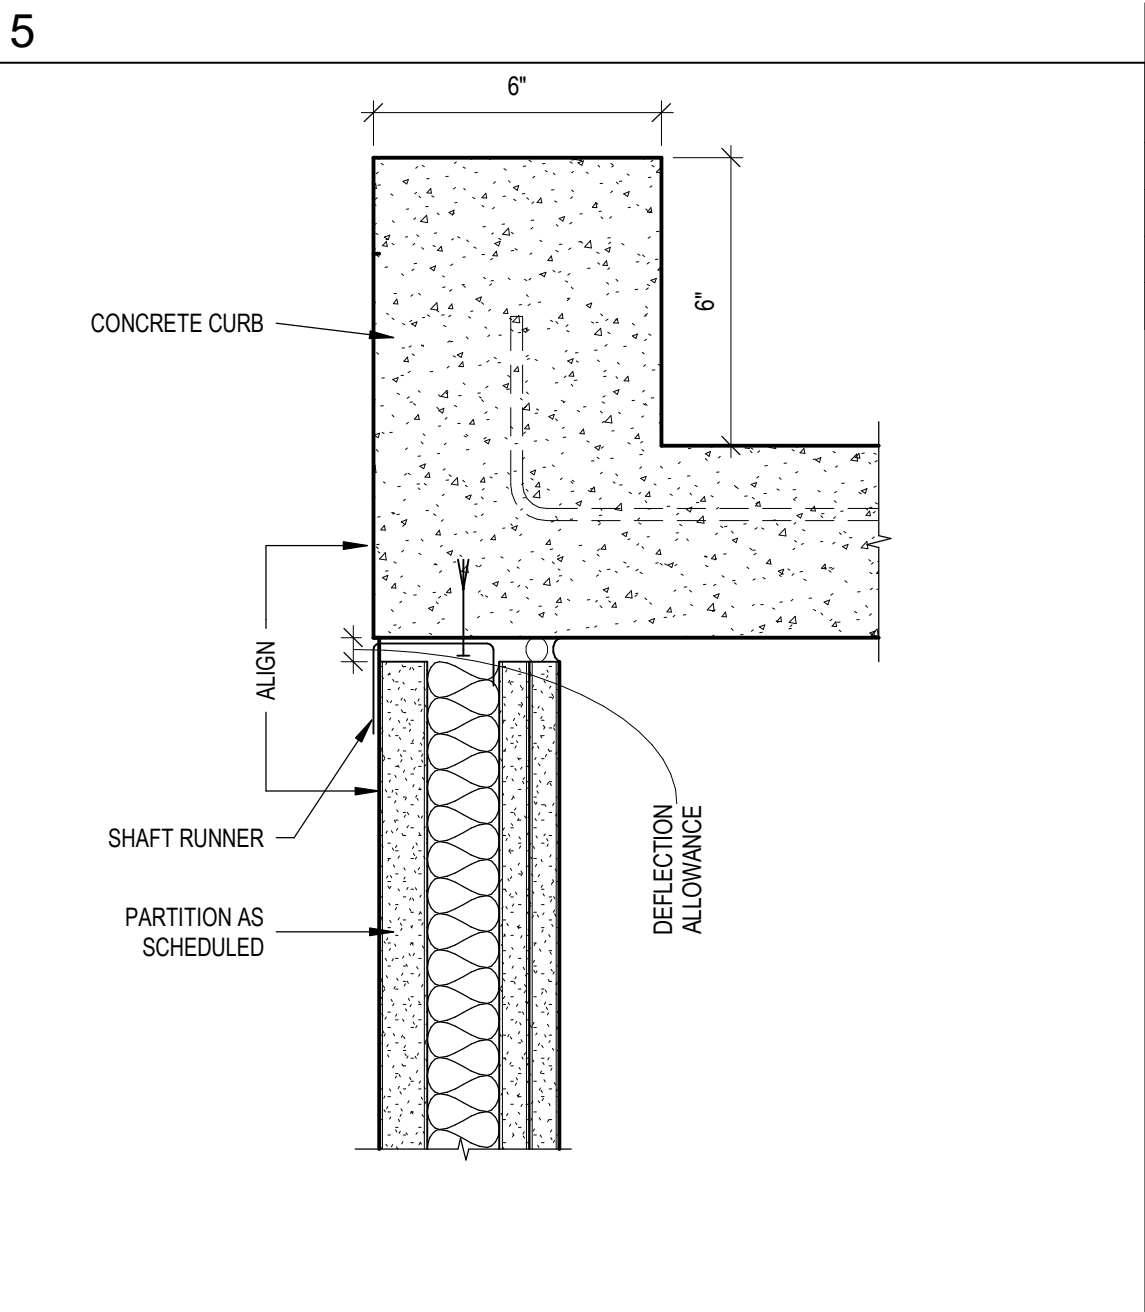 5
6"
6"
CONCRETE CURB
ALIGN
SHAFT RUNNER
DEFLECTION
ALLOWANCE
PARTITION AS
SCHEDULED